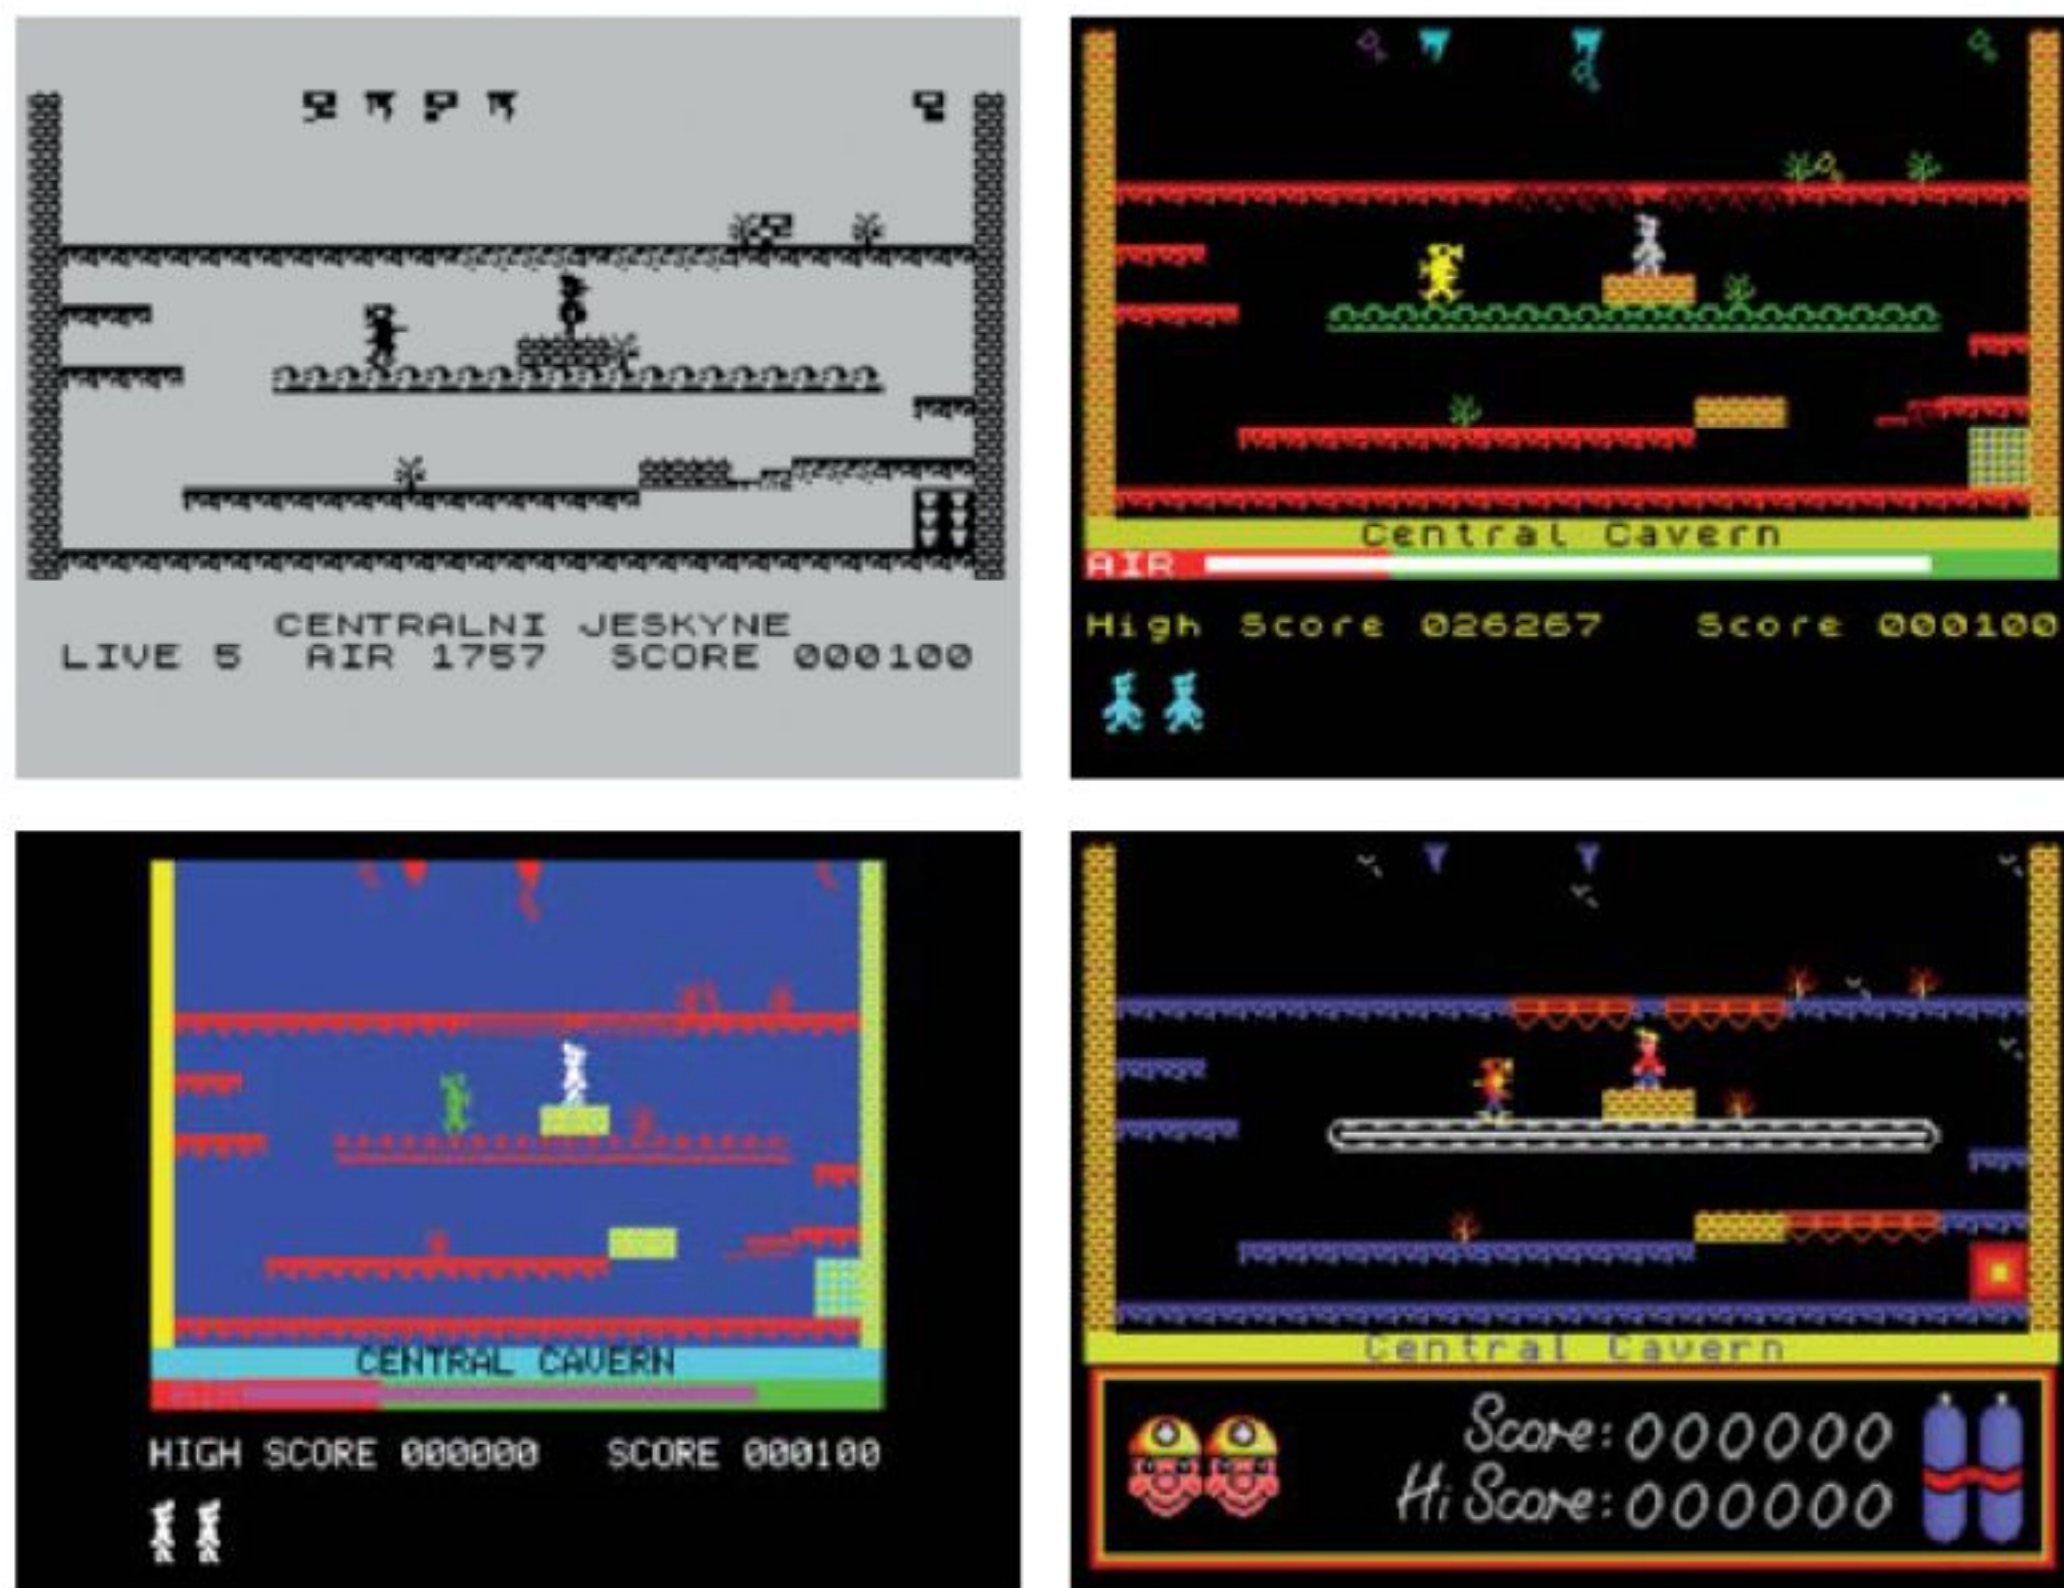 CENTRALNI JESKYNE
LIVE 5 AIR 1757 SCORE 000100
Central Cavern
AIR
High Score 026267 Score 000100
CENTRAL CAVERN
HIGH SCORE 000000 SCORE 000100
Central Cavern
Score: 000000
Hi Score: 000000